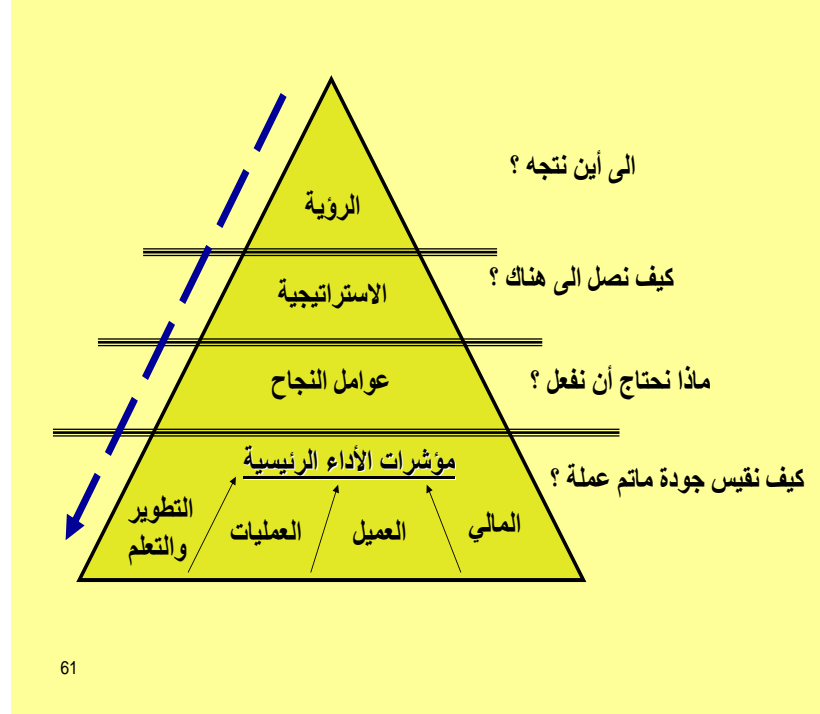 الى أين نتجه ؟
الرؤية
كيف نصل الى هناك ؟
الاستراتيجية
ماذا نحتاج أن نفعل ؟
عوامل النجاح
كيف نقيس جودة ماتم عملة ؟
مؤشرات الأداء الرئيسية
المالي
العميل
العمليات
التطوير
والتعلم
61